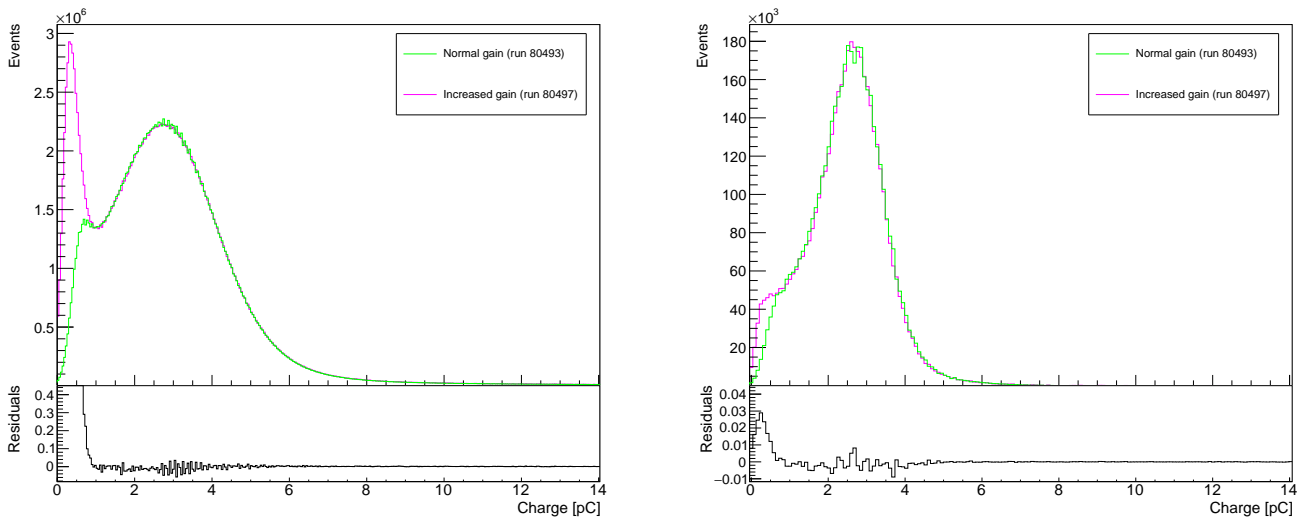 ×10⁶
Events
3
2.5
2
1.5
1
0.5
Normal gain (run 80493)
Increased gain (run 80497)
Residuals
0.4
0.3
0.2
0.1
0
0 2 4 6 8 10 12 14
Charge [pC]
×10³
Events
180
160
140
120
100
80
60
40
20
Normal gain (run 80493)
Increased gain (run 80497)
Residuals
0.04
0.03
0.02
0.01
0
−0.01
0 2 4 6 8 10 12 14
Charge [pC]